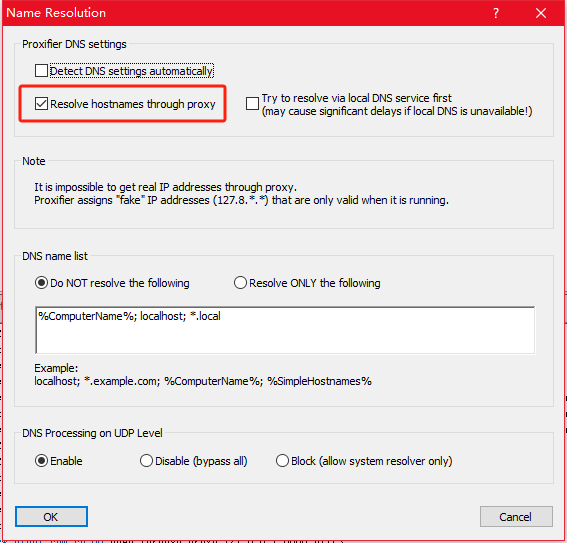 Name Resolution
Proxifier DNS settings
Detect DNS settings automatically
Resolve hostnames through proxy
Try to resolve via local DNS service first
(may cause significant delays if local DNS is unavailable!)
Note
It is impossible to get real IP addresses through proxy.
Proxifier assigns "fake" IP addresses (127.8.*.*) that are only valid when it is running.
DNS name list
Do NOT resolve the following
Resolve ONLY the following
%ComputerName%; localhost; *.local
Example:
localhost; *.example.com; %ComputerName%; %SimpleHostnames%
DNS Processing on UDP Level
Enable
Disable (bypass all)
Block (allow system resolver only)
OK
Cancel